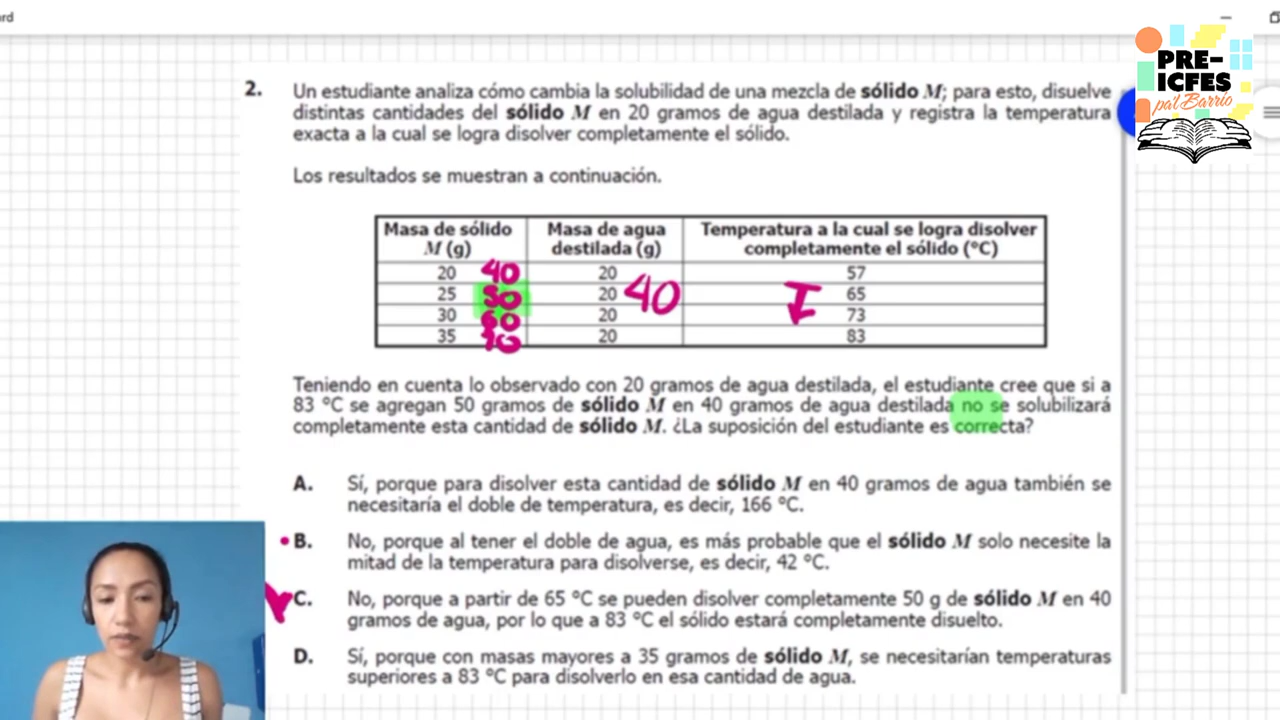 rd
PRE-
ICFES
pa'l Barrio
2. Un estudiante analiza cómo cambia la solubilidad de una mezcla de sólido M; para esto, disuelve
distintas cantidades del sólido M en 20 gramos de agua destilada y registra la temperatura
exacta a la cual se logra disolver completamente el sólido.
Los resultados se muestran a continuación.
Masa de sólido M (g) Masa de agua destilada (g) Temperatura a la cual se logra disolver completamente el sólido (°C)
20 40 20 57
25 50 20 40 65
30 60 20 73
35 70 20 83
Teniendo en cuenta lo observado con 20 gramos de agua destilada, el estudiante cree que si a
83 °C se agregan 50 gramos de sólido M en 40 gramos de agua destilada no se solubilizará
completamente esta cantidad de sólido M. ¿La suposición del estudiante es correcta?
A. Sí, porque para disolver esta cantidad de sólido M en 40 gramos de agua también se
necesitaría el doble de temperatura, es decir, 166 °C.
B. No, porque al tener el doble de agua, es más probable que el sólido M solo necesite la
mitad de la temperatura para disolverse, es decir, 42 °C.
C. No, porque a partir de 65 °C se pueden disolver completamente 50 g de sólido M en 40
gramos de agua, por lo que a 83 °C el sólido estará completamente disuelto.
D. Sí, porque con masas mayores a 35 gramos de sólido M, se necesitarían temperaturas
superiores a 83 °C para disolverlo en esa cantidad de agua.